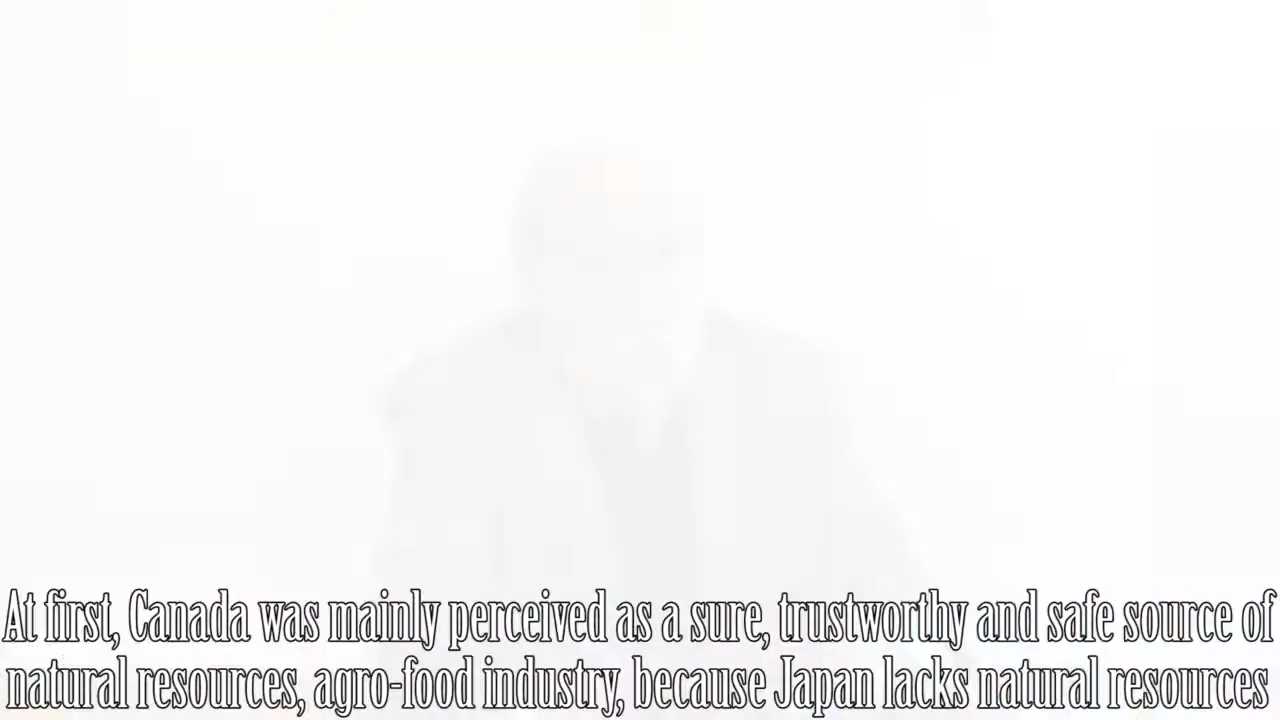 At first, Canada was mainly perceived as a sure, trustworthy and safe source of
natural resources, agro-food industry, because Japan lacks natural resources